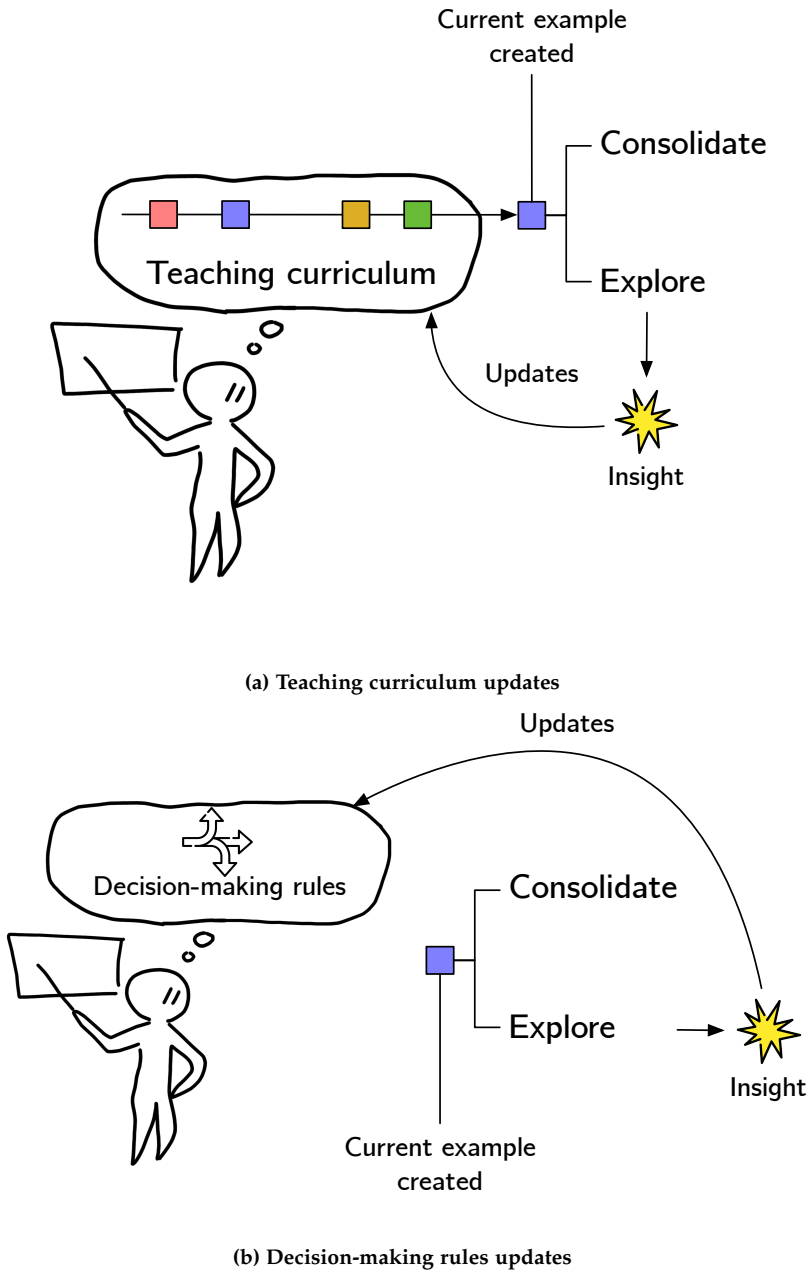 Current example
created
Consolidate
Teaching curriculum
Explore
Updates
Insight
(a) Teaching curriculum updates
Updates
Decision-making rules
Consolidate
Explore
Insight
Current example
created
(b) Decision-making rules updates